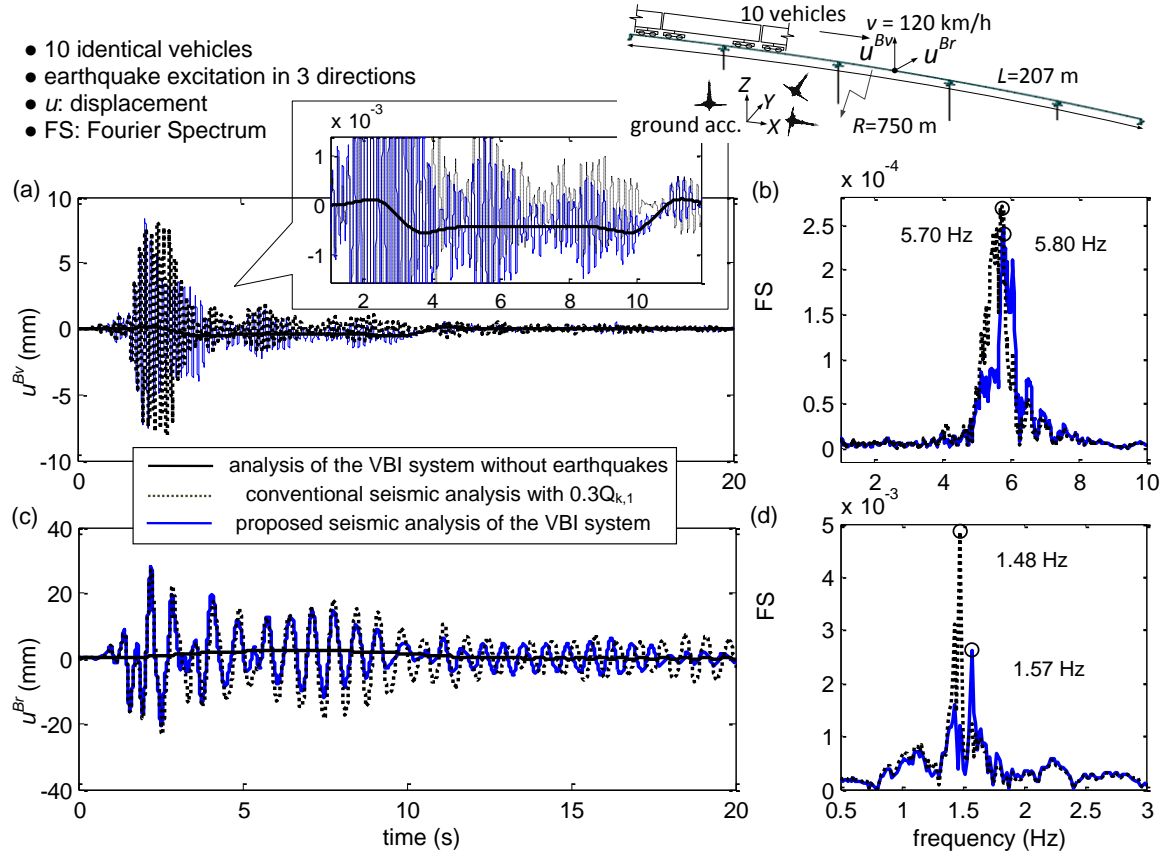 ● 10 identical vehicles
● earthquake excitation in 3 directions
● u: displacement
● FS: Fourier Spectrum
10 vehicles
v = 120 km/h
u^Bv
u^Br
L=207 m
R=750 m
Z
Y
X
ground acc.
(a)
u^Bv (mm)
10
5
0
-5
-10
0
20
x 10^-3
1
0
-1
2
4
6
8
10
(b)
x 10^-4
FS
2.5
2
1.5
1
0.5
0
5.70 Hz
5.80 Hz
2
4
6
8
10
analysis of the VBI system without earthquakes
conventional seismic analysis with 0.3Q_k,1
proposed seismic analysis of the VBI system
(c)
u^Br (mm)
40
20
0
-20
-40
0
5
10
15
20
time (s)
(d)
x 10^-3
FS
5
4
3
2
1
0
1.48 Hz
1.57 Hz
0.5
1
1.5
2
2.5
3
frequency (Hz)